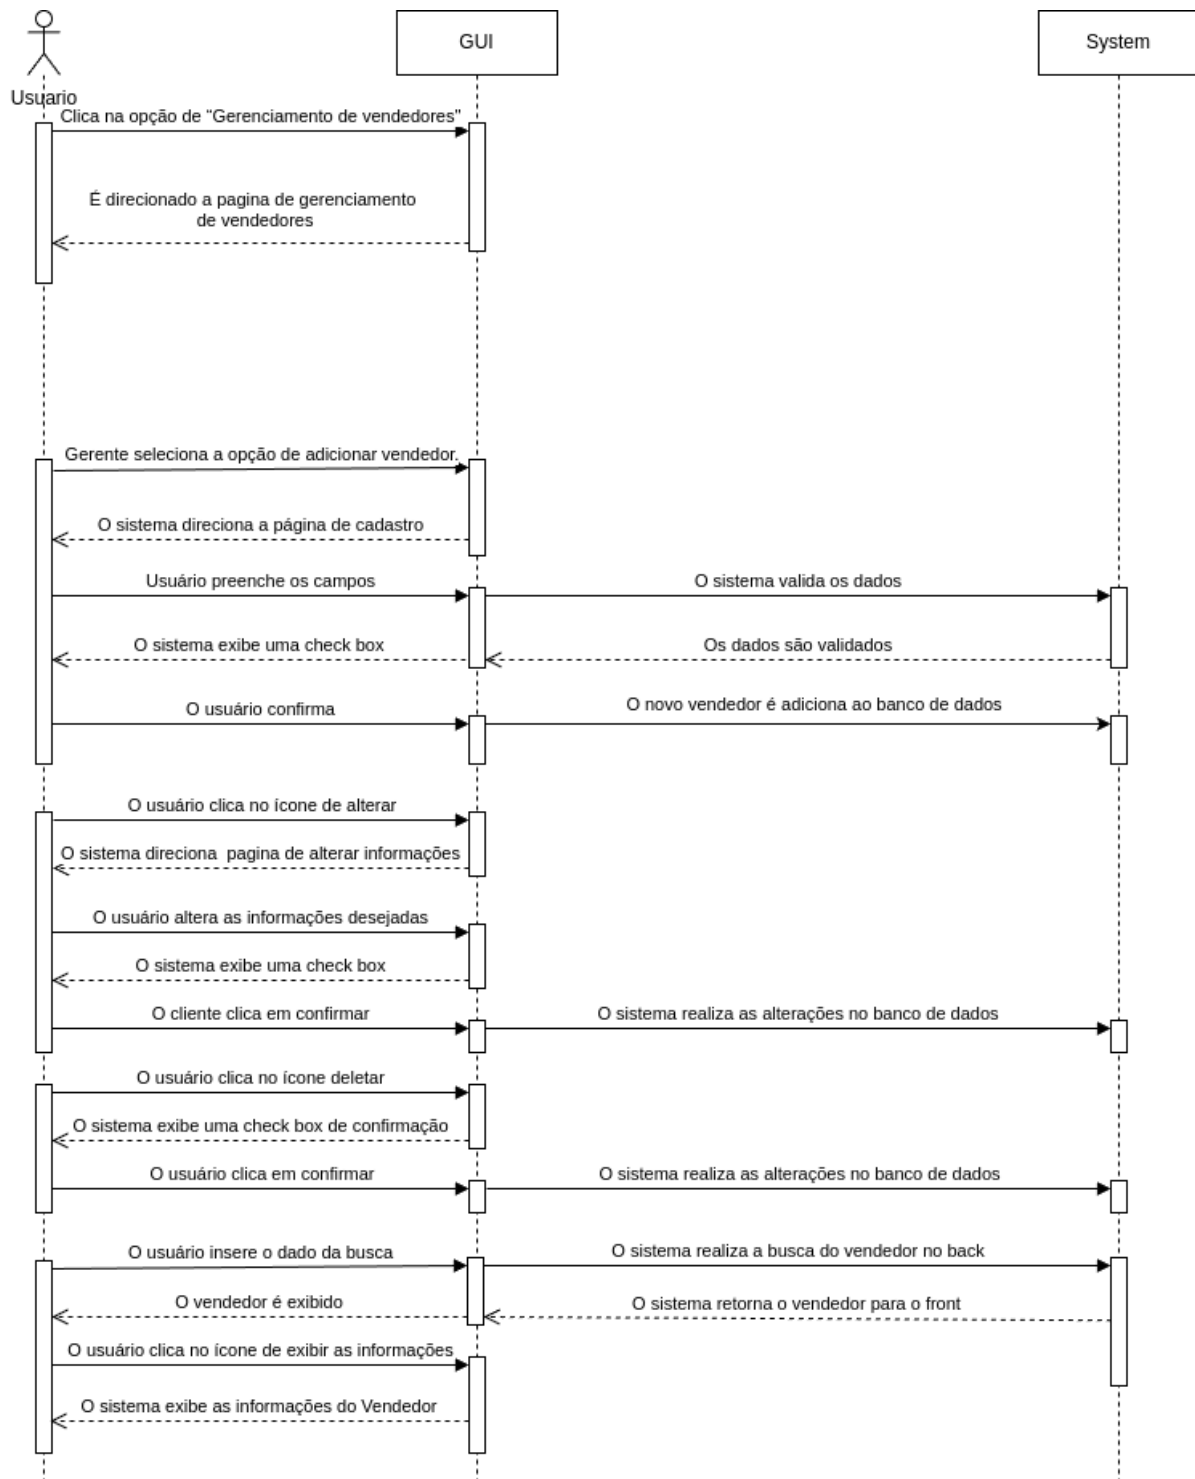 Usuario
GUI
System
Clica na opção de "Gerenciamento de vendedores"
É direcionado a pagina de gerenciamento
de vendedores
Gerente seleciona a opção de adicionar vendedor.
O sistema direciona a página de cadastro
Usuário preenche os campos
O sistema valida os dados
O sistema exibe uma check box
Os dados são validados
O usuário confirma
O novo vendedor é adiciona ao banco de dados
O usuário clica no ícone de alterar
O sistema direciona  pagina de alterar informações
O usuário altera as informações desejadas
O sistema exibe uma check box
O cliente clica em confirmar
O sistema realiza as alterações no banco de dados
O usuário clica no ícone deletar
O sistema exibe uma check box de confirmação
O usuário clica em confirmar
O sistema realiza as alterações no banco de dados
O usuário insere o dado da busca
O sistema realiza a busca do vendedor no back
O vendedor é exibido
O sistema retorna o vendedor para o front
O usuário clica no ícone de exibir as informações
O sistema exibe as informações do Vendedor